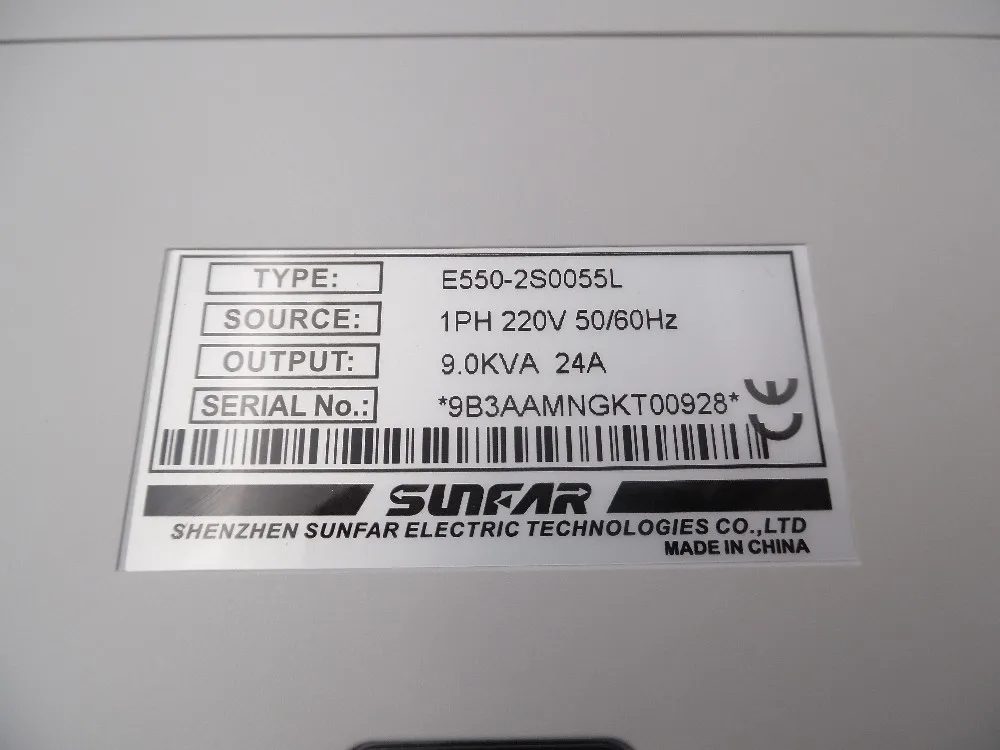 TYPE: E550-2S0055L
SOURCE: 1PH 220V 50/60Hz
OUTPUT: 9.0KVA 24A
SERIAL No.: *9B3AAMNGKT00928*
CE
SUNFAR
SHENZHEN SUNFAR ELECTRIC TECHNOLOGIES CO.,LTD
MADE IN CHINA